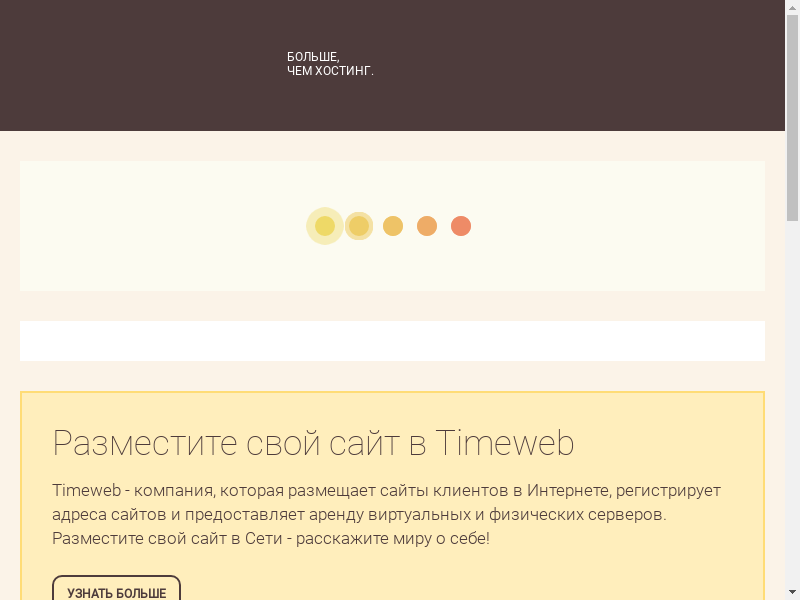 БОЛЬШЕ,
ЧЕМ ХОСТИНГ.
Разместите свой сайт в Timeweb
Timeweb - компания, которая размещает сайты клиентов в Интернете, регистрирует
адреса сайтов и предоставляет аренду виртуальных и физических серверов.
Разместите свой сайт в Сети - расскажите миру о себе!
УЗНАТЬ БОЛЬШЕ